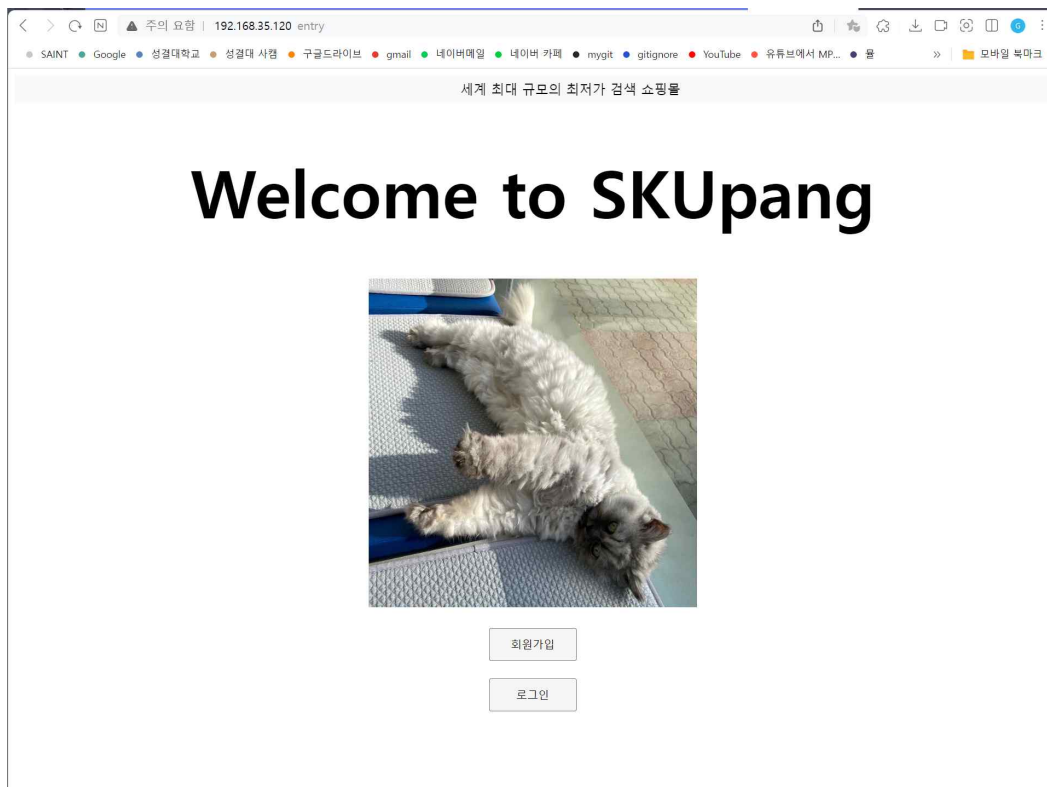 N 주의 요함 192.168.35.120 entry G
SAINT Google 성결대학교 성결대 사캠 구글드라이브 gmail 네이버메일 네이버 카페 mygit gitignore YouTube 유튜브에서 MP... 뮬 » 모바일 북마크
세계 최대 규모의 최저가 검색 쇼핑몰
Welcome to SKUpang
회원가입
로그인